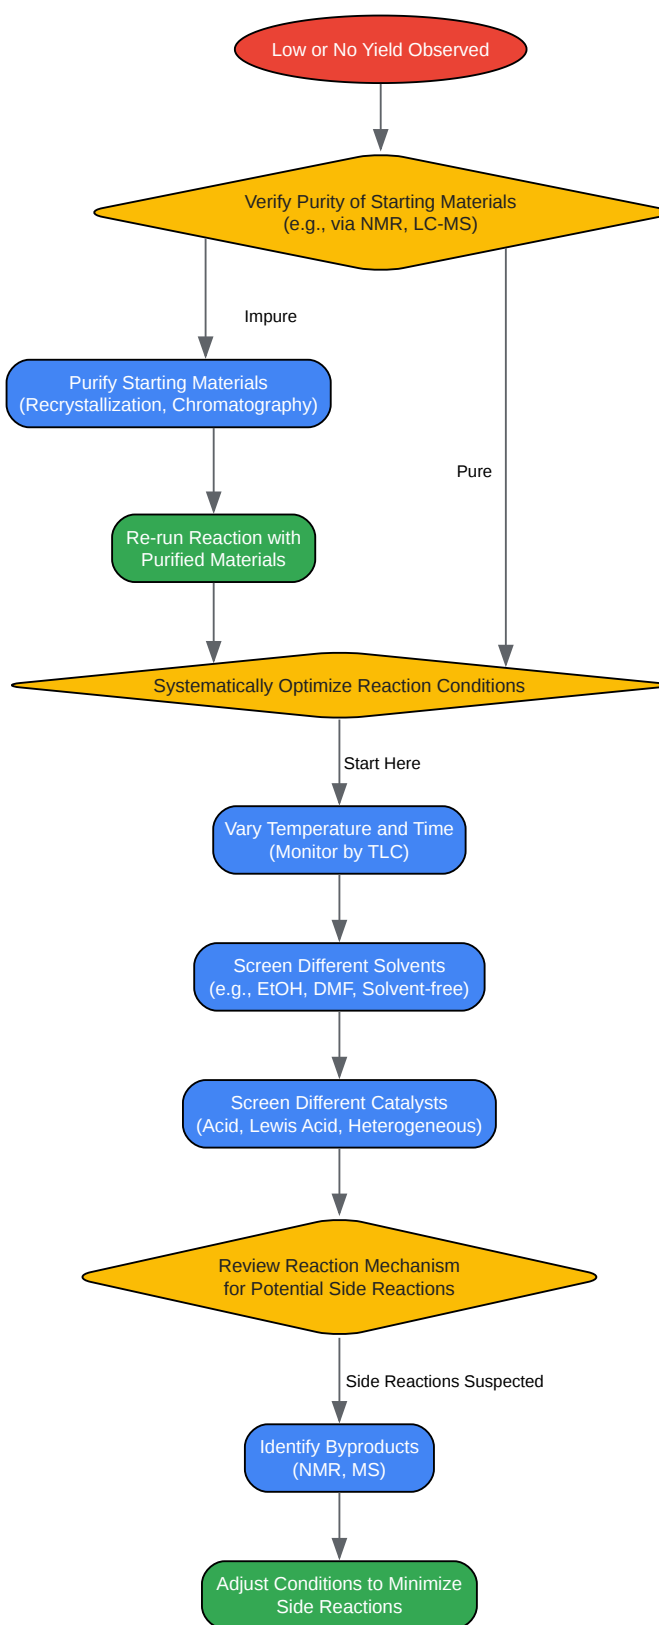 Low or No Yield Observed
Verify Purity of Starting Materials
(e.g., via NMR, LC-MS)
Impure
Purify Starting Materials
(Recrystallization, Chromatography)
Pure
Re-run Reaction with
Purified Materials
Systematically Optimize Reaction Conditions
Start Here
Vary Temperature and Time
(Monitor by TLC)
Screen Different Solvents
(e.g., EtOH, DMF, Solvent-free)
Screen Different Catalysts
(Acid, Lewis Acid, Heterogeneous)
Review Reaction Mechanism
for Potential Side Reactions
Side Reactions Suspected
Identify Byproducts
(NMR, MS)
Adjust Conditions to Minimize
Side Reactions